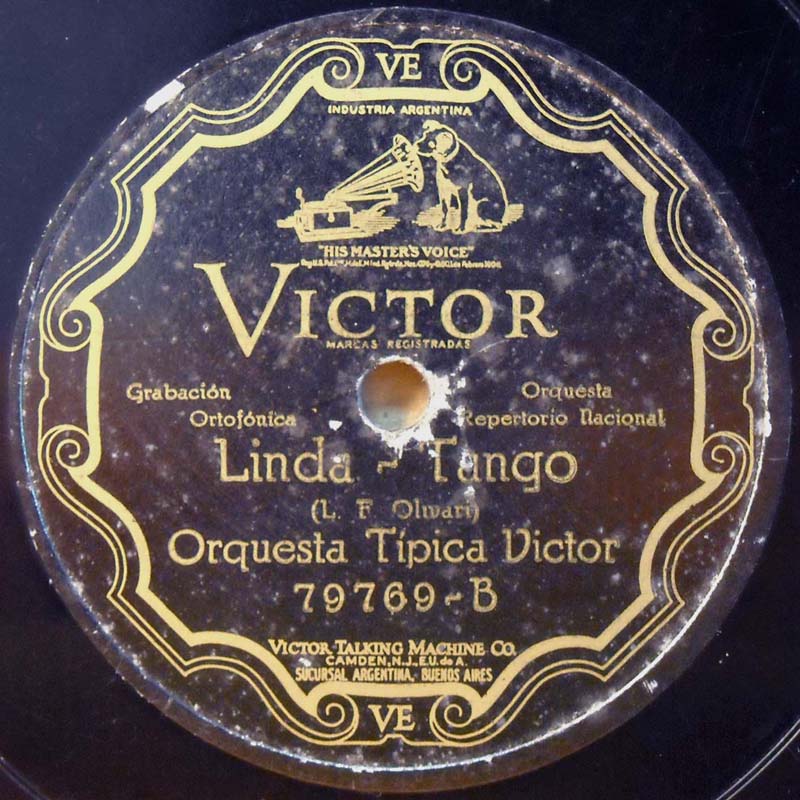 VE
INDUSTRIA ARGENTINA
"HIS MASTER'S VOICE"
VICTOR
MARCAS REGISTRADAS
Grabación Orquesta
Ortofónica Repertorio Nacional
Linda - Tango
(L. F. Olivari)
Orquesta Típica Victor
79769-B
VICTOR TALKING MACHINE CO.
CAMDEN, N.J., E.U. de A.
SUCURSAL ARGENTINA, BUENOS AIRES
VE